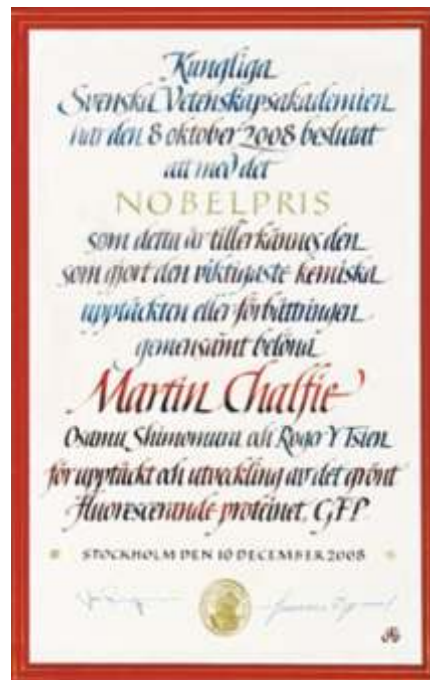 Kungliga
Svenska Vetenskapsakademien
har den 8 oktober 2008 beslutat
att med det
NOBELPRIS
som detta år tillerkännes den
som gjort den viktigaste kemiska
upptäckten eller förbättringen
gemensamt belöna
Martin Chalfie
Osamu Shimomura och Roger Y Tsien
för upptäckt och utveckling av det grönt
fluorescerande proteinet, GFP
STOCKHOLM DEN 10 DECEMBER 2008